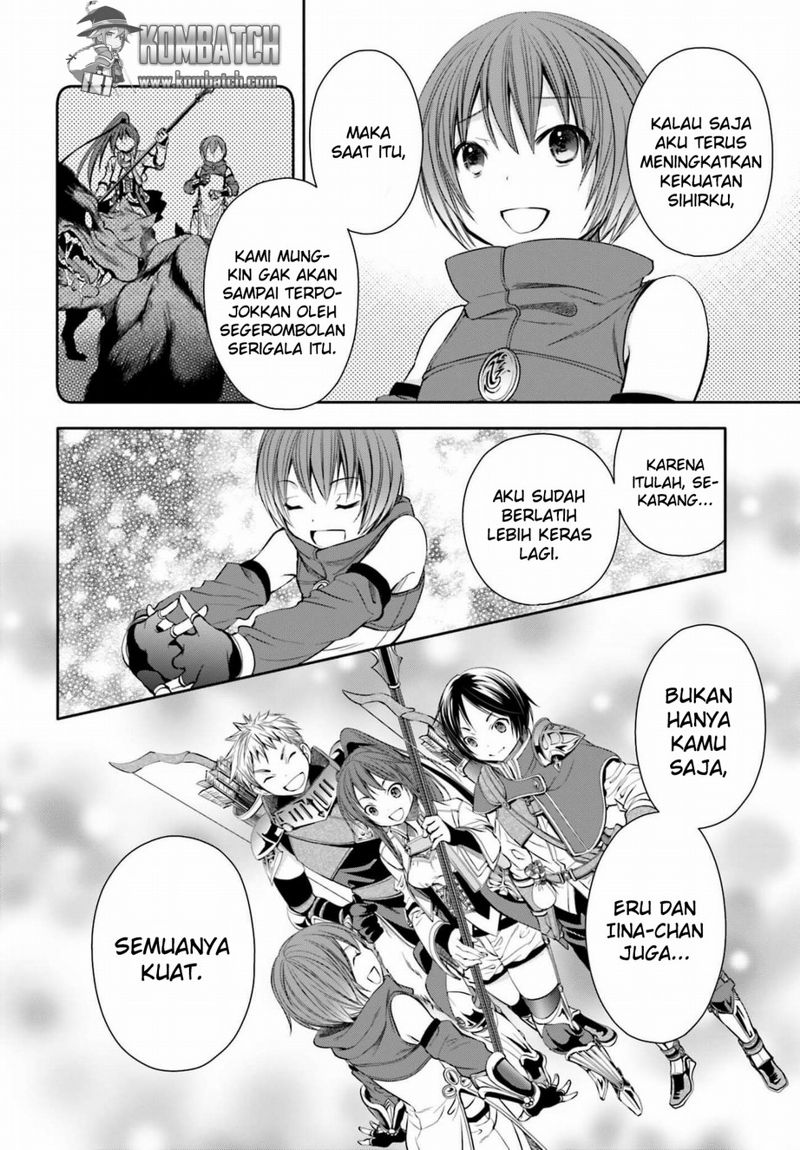 KOMBATCH
www.kombatch.com
KALAU SAJA
AKU TERUS
MENINGKATKAN
KEKUATAN
SIHIRKU,
MAKA
SAAT ITU,
KAMI MUNG-
KIN GAK AKAN
SAMPAI TERPO-
JOKKAN OLEH
SEGEROMBOLAN
SERIGALA ITU.
KARENA
ITULAH, SE-
KARANG...
AKU SUDAH
BERLATIH
LEBIH KERAS
LAGI.
BUKAN
HANYA
KAMU
SAJA,
ERU DAN
IINA-CHAN
JUGA...
SEMUANYA
KUAT.